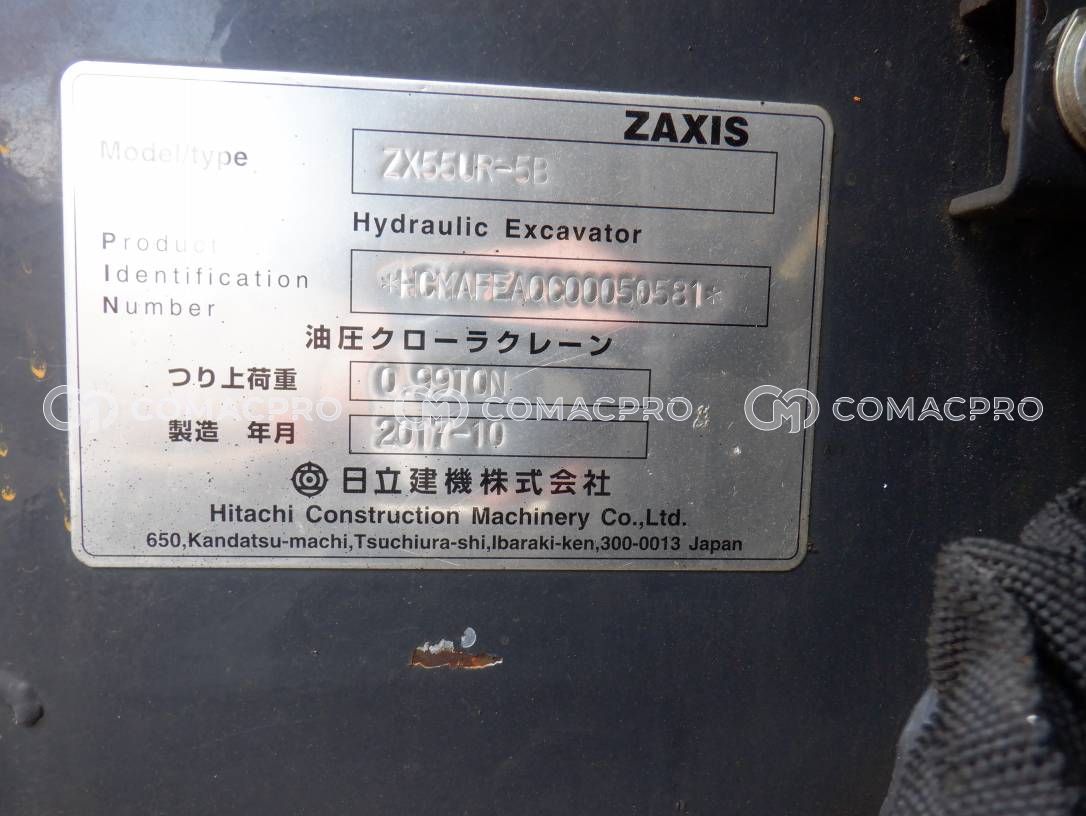 ZAXIS
Model/type ZX55UR-5B
Hydraulic Excavator
Product
Identification
Number
*HCMAFEA0C00050581*
油圧クローラクレーン
つり上荷重 0.99TON
COMACPRO COMACPRO COMACPRO
製造 年月 2017-10
日立建機株式会社
Hitachi Construction Machinery Co.,Ltd.
650,Kandatsu-machi,Tsuchiura-shi,Ibaraki-ken,300-0013 Japan